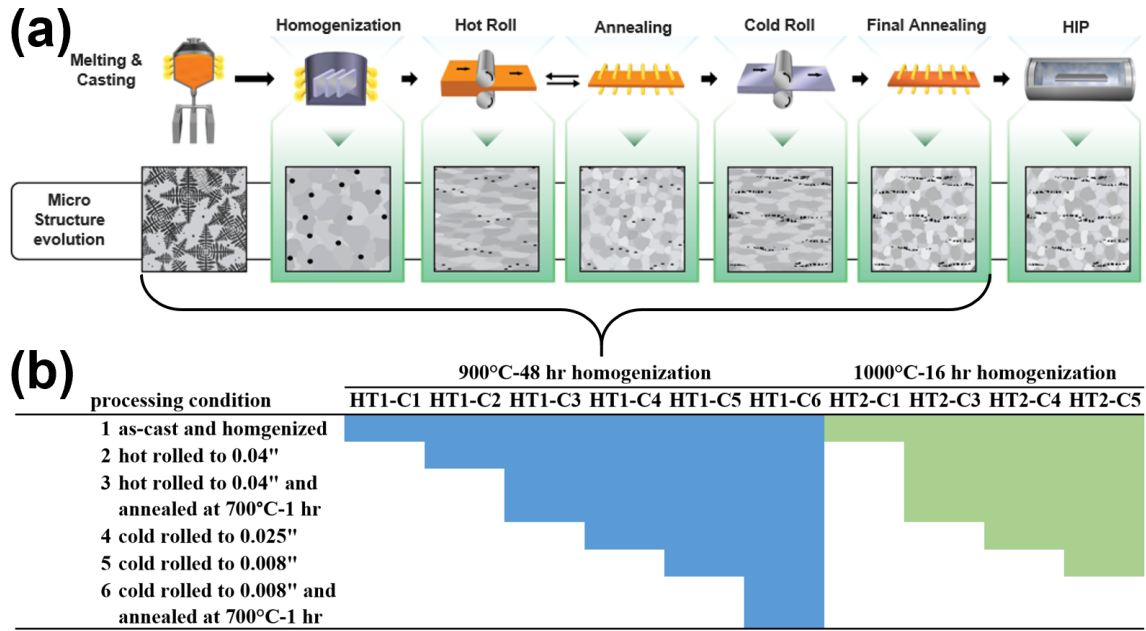 (a)
Melting &
Casting
Homogenization
Hot Roll
Annealing
Cold Roll
Final Annealing
HIP
Micro
Structure
evolution
(b)
900°C-48 hr homogenization
1000°C-16 hr homogenization
processing condition
HT1-C1 HT1-C2 HT1-C3 HT1-C4 HT1-C5 HT1-C6 HT2-C1 HT2-C3 HT2-C4 HT2-C5
1 as-cast and homgenized
2 hot rolled to 0.04"
3 hot rolled to 0.04" and
annealed at 700°C-1 hr
4 cold rolled to 0.025"
5 cold rolled to 0.008"
6 cold rolled to 0.008" and
annealed at 700°C-1 hr